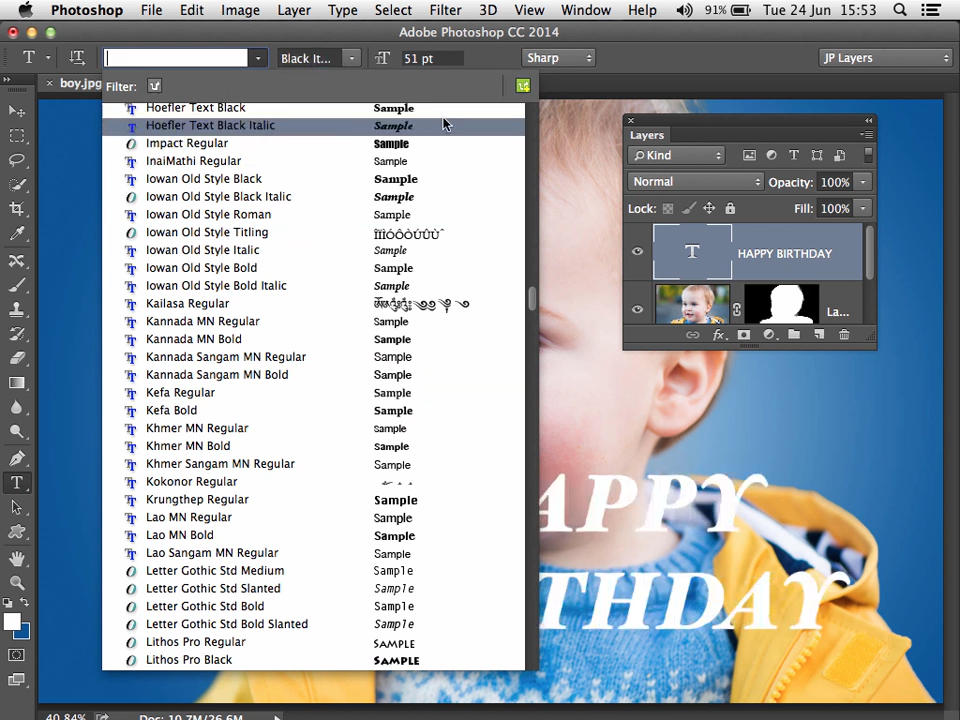 Photoshop File Edit Image Layer Type Select Filter 3D View Window Help 91% Tue 24 Jun 15:53
Adobe Photoshop CC 2014
T Black It... 51 pt Sharp JP Layers
boy.jpg
Filter:
Hoefler Text Black Sample
Hoefler Text Black Italic Sample
Impact Regular Sample
InaiMathi Regular Sample
Iowan Old Style Black Sample
Iowan Old Style Black Italic Sample
Iowan Old Style Roman Sample
Iowan Old Style Titling
Iowan Old Style Italic Sample
Iowan Old Style Bold Sample
Iowan Old Style Bold Italic Sample
Kailasa Regular
Kannada MN Regular Sample
Kannada MN Bold Sample
Kannada Sangam MN Regular Sample
Kannada Sangam MN Bold Sample
Kefa Regular Sample
Kefa Bold Sample
Khmer MN Regular Sample
Khmer MN Bold Sample
Khmer Sangam MN Regular Sample
Kokonor Regular
Krungthep Regular Sample
Lao MN Regular Sample
Lao MN Bold Sample
Lao Sangam MN Regular Sample
Letter Gothic Std Medium Sample
Letter Gothic Std Slanted Sample
Letter Gothic Std Bold Sample
Letter Gothic Std Bold Slanted Sample
Lithos Pro Regular SAMPLE
Lithos Pro Black SAMPLE
Layers
Kind
Normal Opacity: 100%
Lock: Fill: 100%
T HAPPY BIRTHDAY
La...
APPY
THDAY
40.84% Doc: 10.7M/26.6M